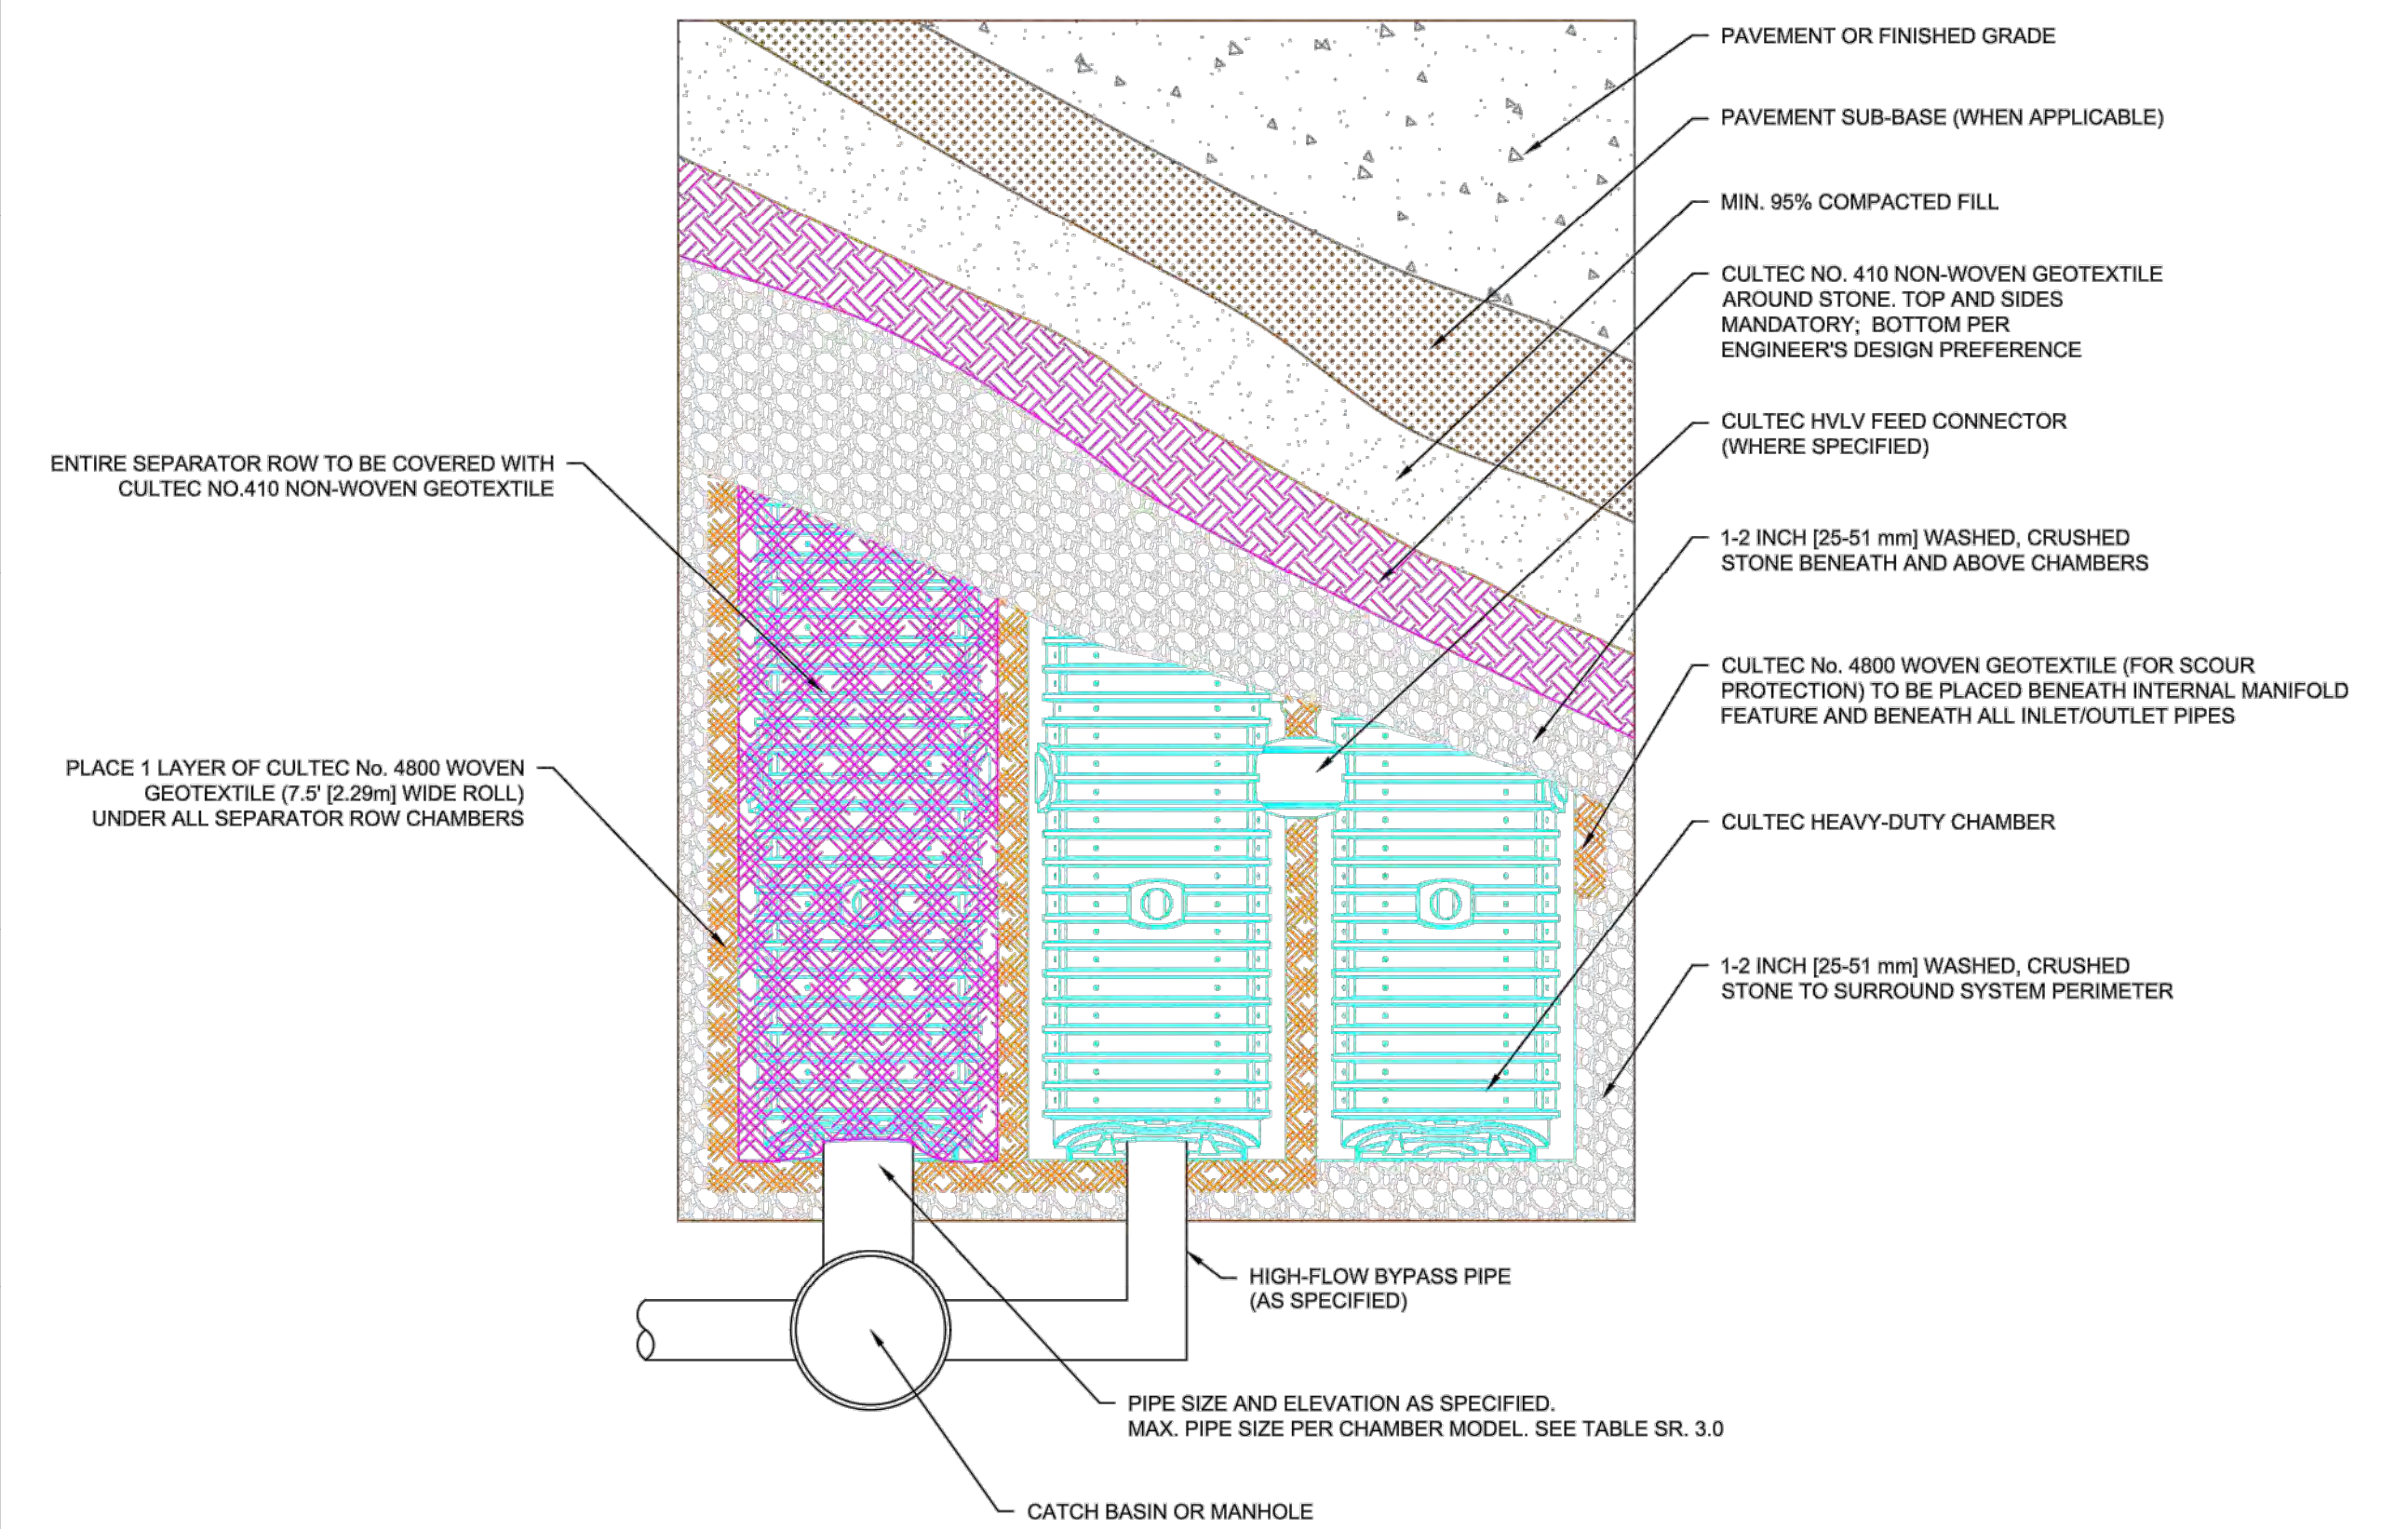 PAVEMENT OR FINISHED GRADE
PAVEMENT SUB-BASE (WHEN APPLICABLE)
MIN. 95% COMPACTED FILL
CULTEC NO. 410 NON-WOVEN GEOTEXTILE
AROUND STONE. TOP AND SIDES
MANDATORY; BOTTOM PER
ENGINEER'S DESIGN PREFERENCE
CULTEC HVLV FEED CONNECTOR
(WHERE SPECIFIED)
ENTIRE SEPARATOR ROW TO BE COVERED WITH
CULTEC NO.410 NON-WOVEN GEOTEXTILE
1-2 INCH [25-51 mm] WASHED, CRUSHED
STONE BENEATH AND ABOVE CHAMBERS
CULTEC No. 4800 WOVEN GEOTEXTILE (FOR SCOUR
PROTECTION) TO BE PLACED BENEATH INTERNAL MANIFOLD
FEATURE AND BENEATH ALL INLET/OUTLET PIPES
PLACE 1 LAYER OF CULTEC No. 4800 WOVEN
GEOTEXTILE (7.5' [2.29m] WIDE ROLL)
UNDER ALL SEPARATOR ROW CHAMBERS
CULTEC HEAVY-DUTY CHAMBER
1-2 INCH [25-51 mm] WASHED, CRUSHED
STONE TO SURROUND SYSTEM PERIMETER
HIGH-FLOW BYPASS PIPE
(AS SPECIFIED)
PIPE SIZE AND ELEVATION AS SPECIFIED.
MAX. PIPE SIZE PER CHAMBER MODEL. SEE TABLE SR. 3.0
CATCH BASIN OR MANHOLE